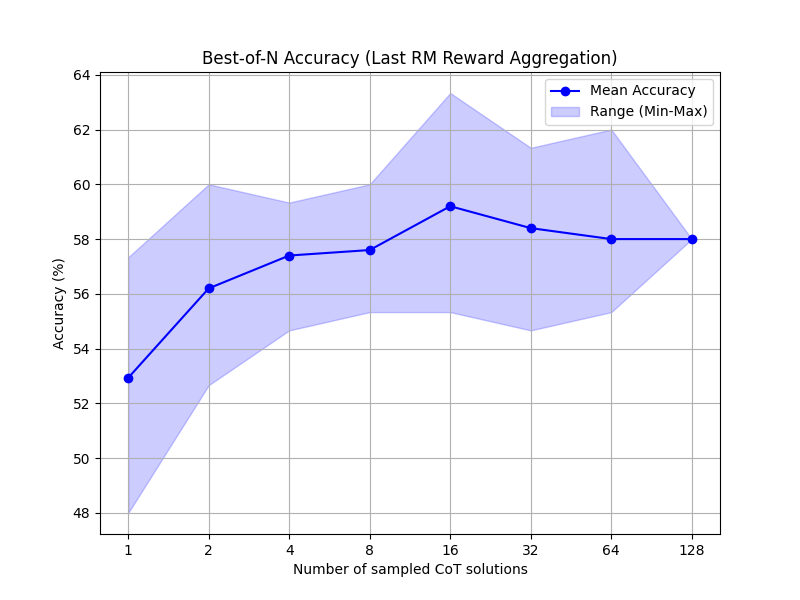 Best-of-N Accuracy (Last RM Reward Aggregation)
Mean Accuracy
Range (Min-Max)
Accuracy (%)
64
62
60
58
56
54
52
50
48
1 2 4 8 16 32 64 128
Number of sampled CoT solutions